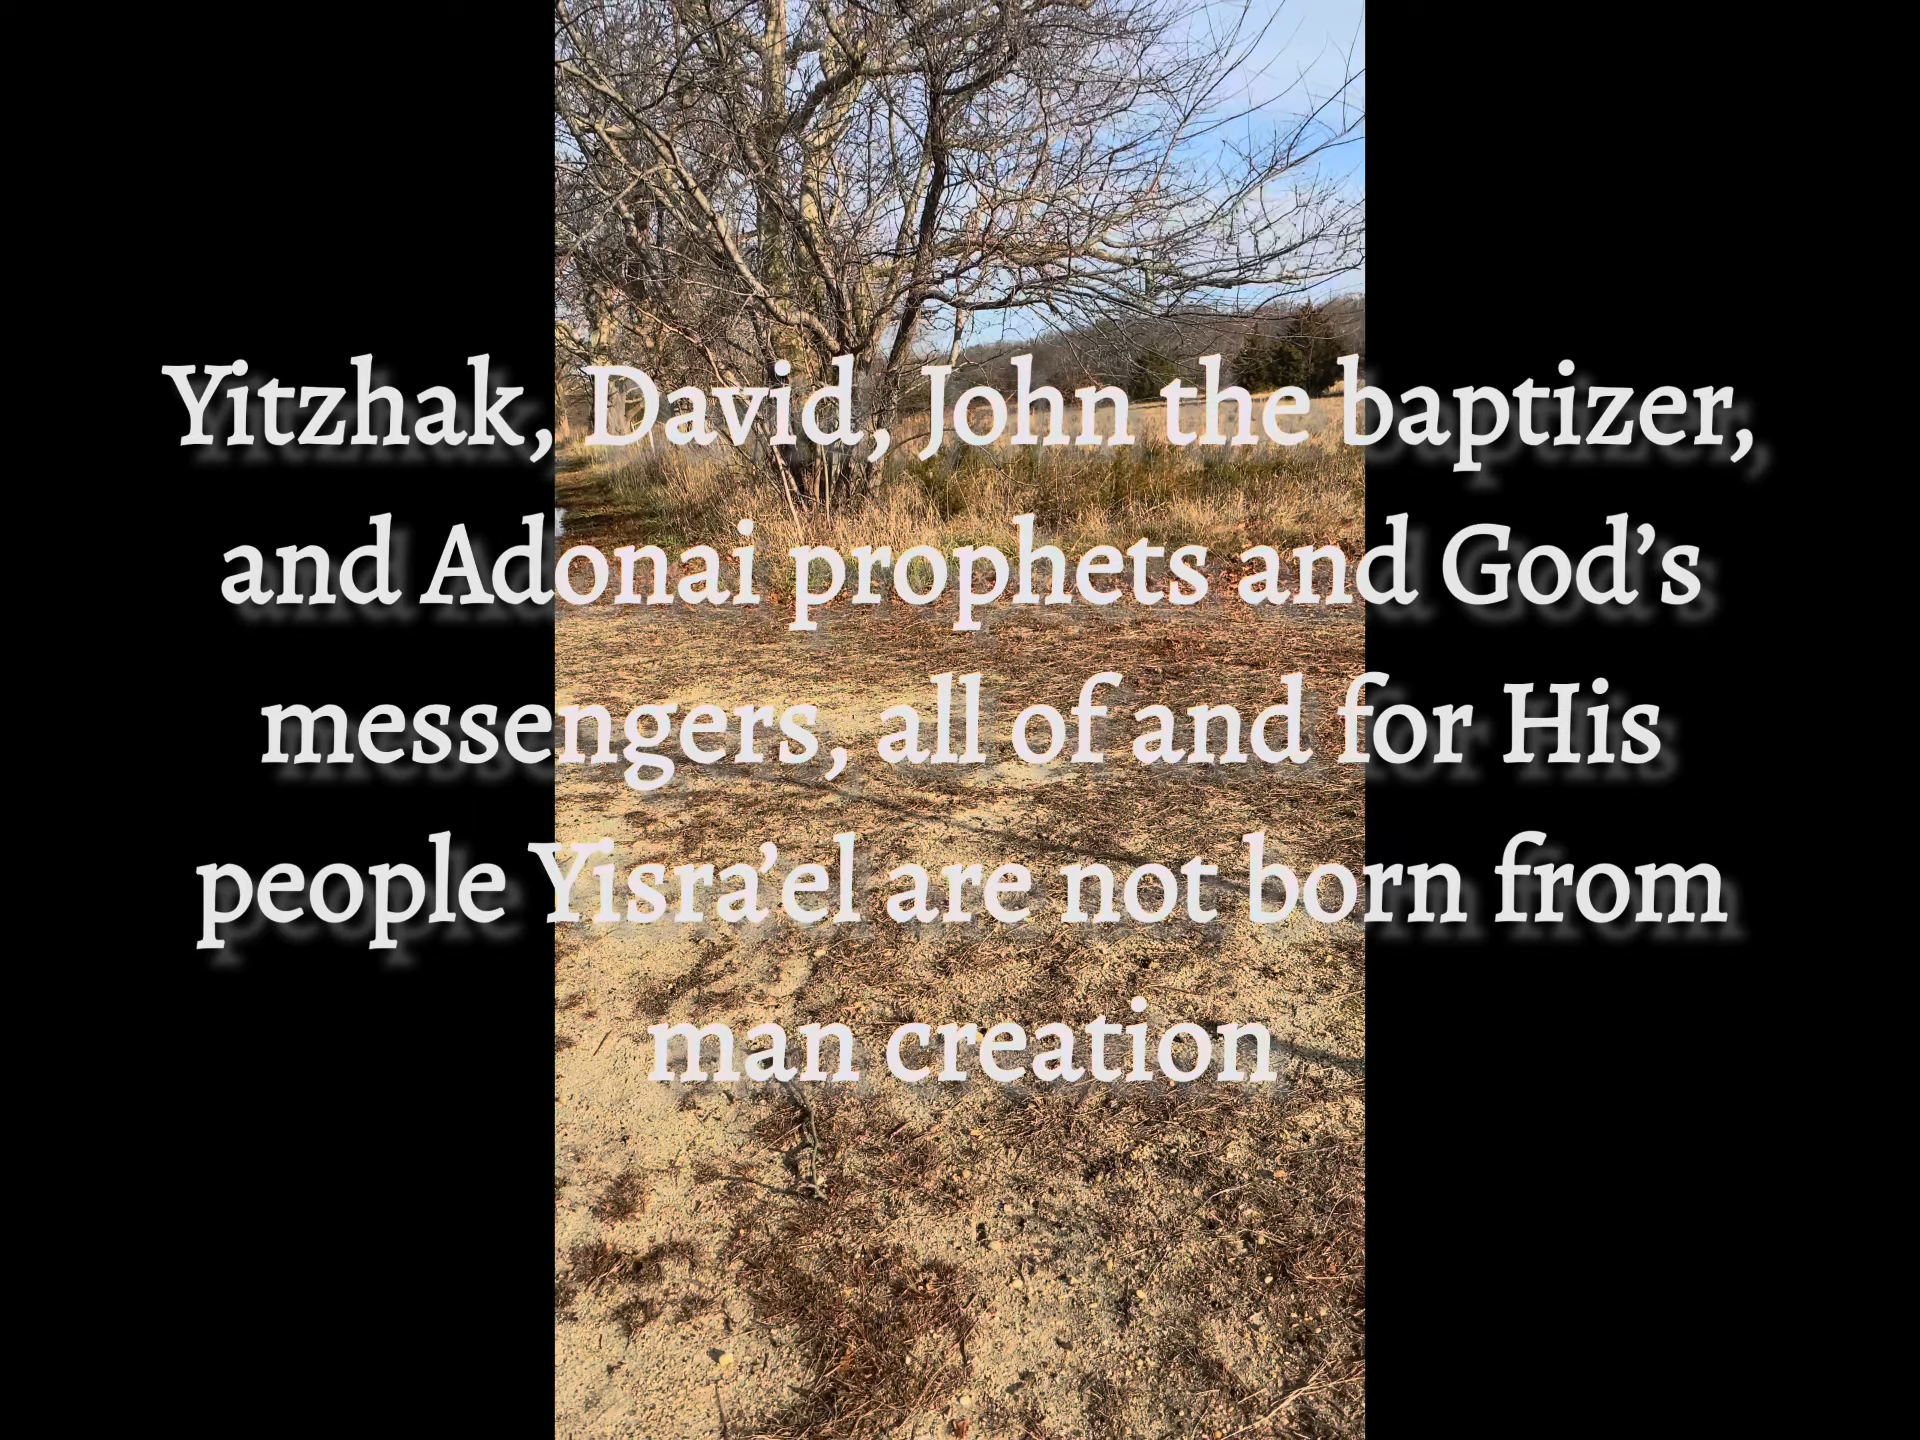 Yitzhak, David, John the baptizer,
and Adonai prophets and God’s
messengers, all of and for His
people Yisra’el are not born from
man creation